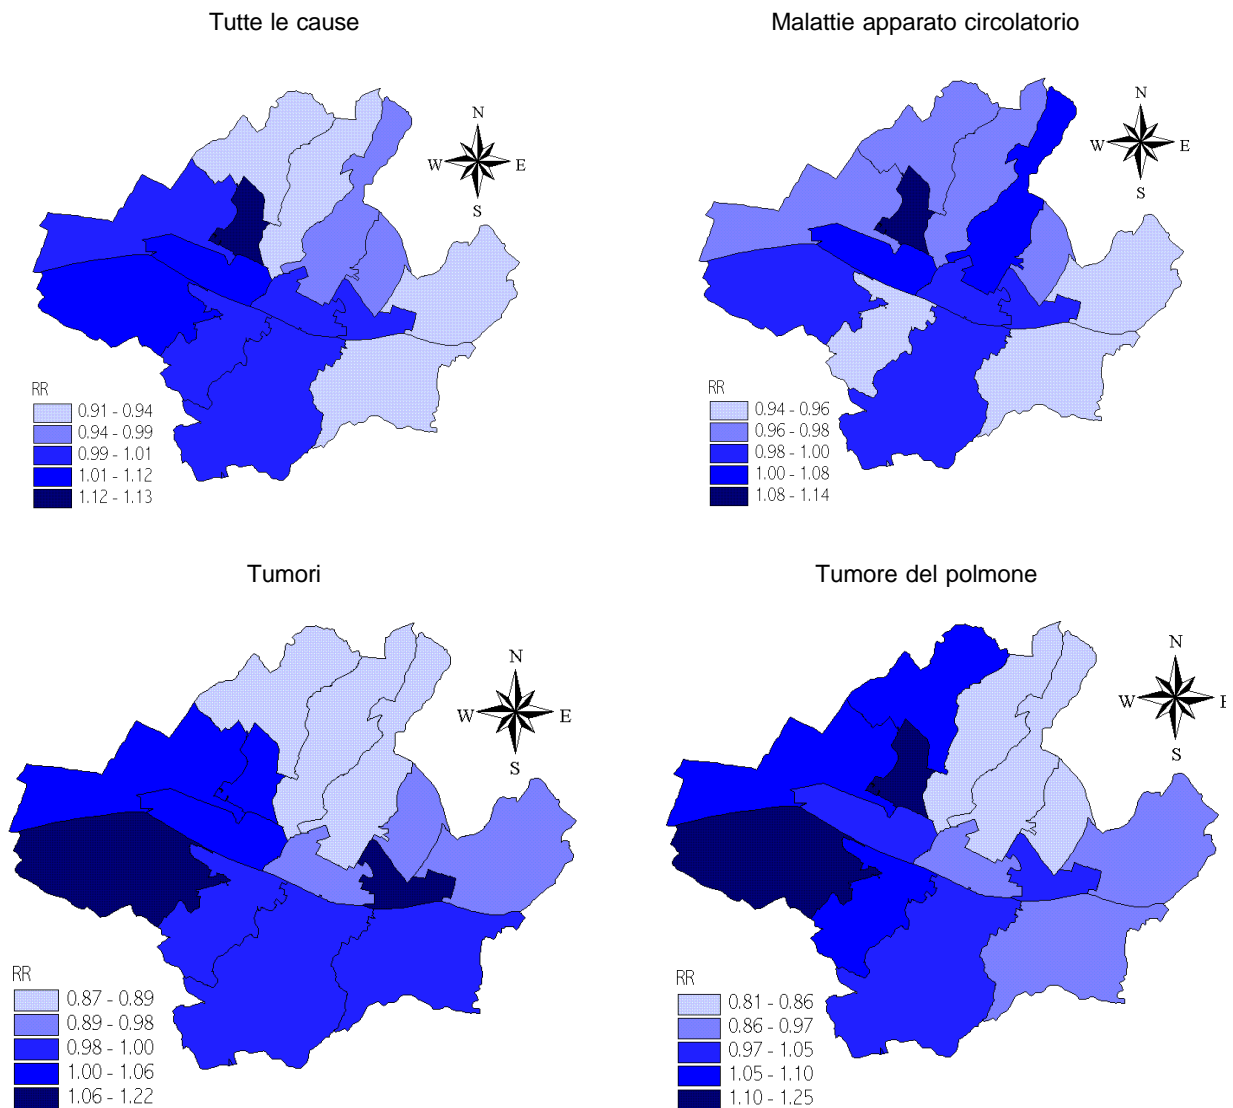 Tutte le cause
N
W E
S
RR
0.91 - 0.94
0.94 - 0.99
0.99 - 1.01
1.01 - 1.12
1.12 - 1.13
Malattie apparato circolatorio
N
W E
S
RR
0.94 - 0.96
0.96 - 0.98
0.98 - 1.00
1.00 - 1.08
1.08 - 1.14
Tumori
N
W E
S
RR
0.87 - 0.89
0.89 - 0.98
0.98 - 1.00
1.00 - 1.06
1.06 - 1.22
Tumore del polmone
N
W
S
RR
0.81 - 0.86
0.86 - 0.97
0.97 - 1.05
1.05 - 1.10
1.10 - 1.25